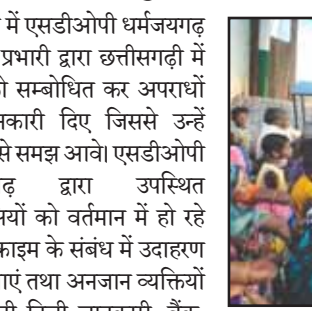 में एसडीओपी धर्मजयगढ़
प्रभारी द्वारा छत्तीसगढ़ी में
सम्बोधित कर अपराधों
कारी दिए जिससे उन्हें
से समझ आवे। एसडीओपी
द्वारा उपस्थित
को वर्तमान में हो रहे
क्राइम के संबंध में उदाहरण
तथा अनजान व्यक्तियों